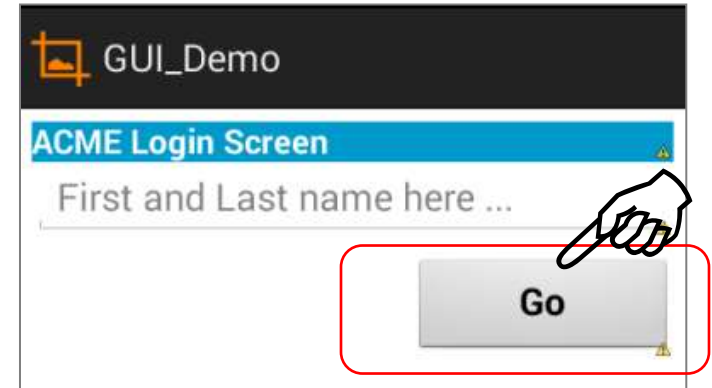 GUI_Demo
ACME Login Screen
First and Last name here ...
Go